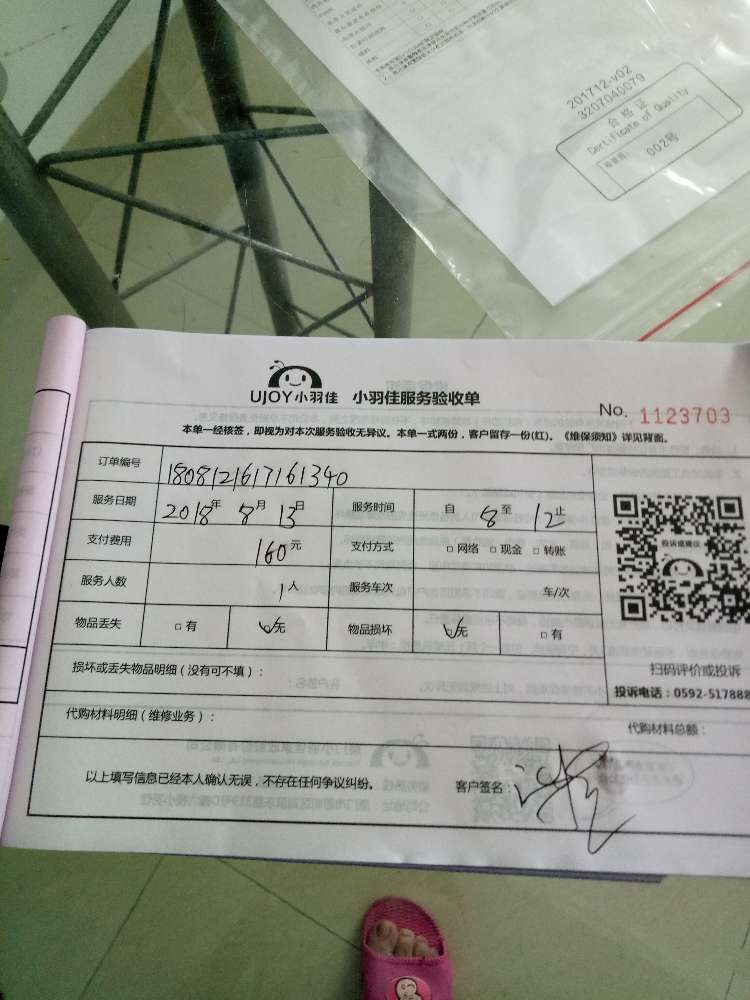 201712-v02
3207040079
合格证
Certificate of Quality
检验员:
002号
UJOY小羽佳 小羽佳服务验收单
No. 1123703
本单一经核签，即视为对本次服务验收无异议。本单一式两份，客户留存一份(红)。《维保须知》详见背面。
订单编号 1808121617161340
服务日期 2018年 8月 13日 服务时间 自 8 至 12 止
支付费用 160元 支付方式 □网络 □现金 □转账
服务人数 1人 服务车次 车/次
物品丢失 □有 □无 物品损坏 □无 □有
投诉或建议
扫码评价或投诉
投诉电话：0592-517888
损坏或丢失物品明细（没有可不填）：
代购材料明细（维修业务）： 代购材料总额：
以上填写信息已经本人确认无误，不存在任何争议纠纷。 客户签名：